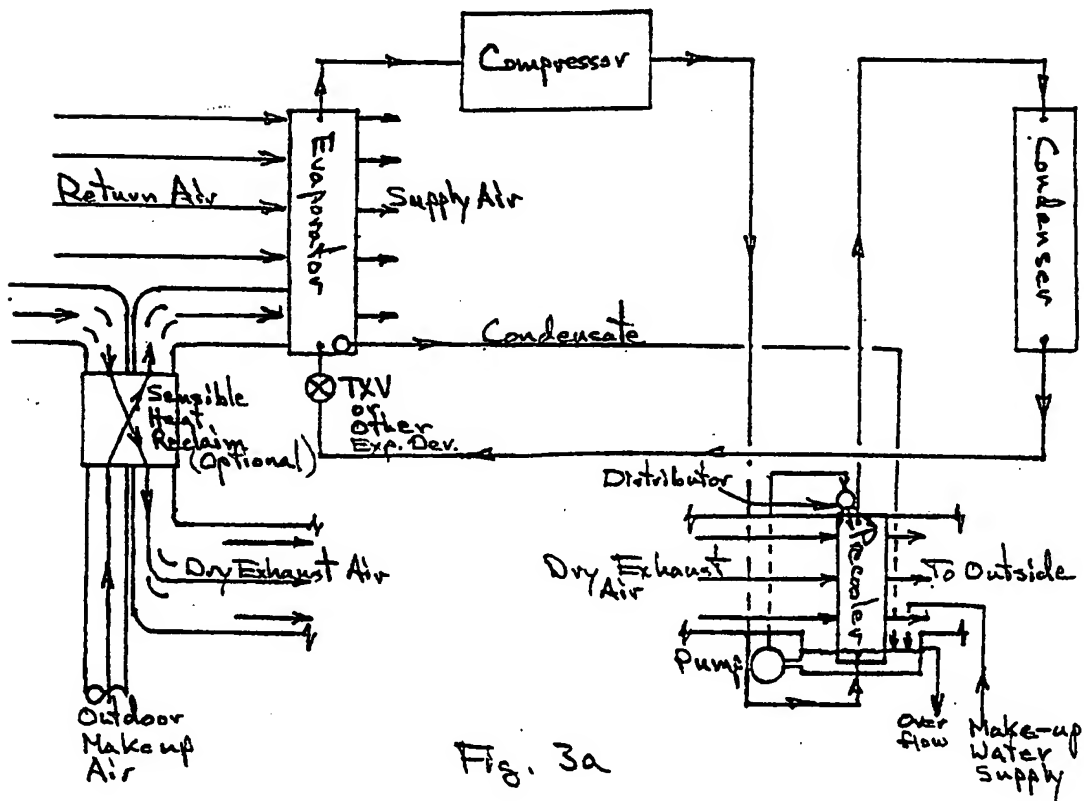 Compressor
Evaporator
Condenser
Return Air
Supply Air
Condensate
TXV
or
Other
Exp. Dev.
Sensible
Heat
Reclaim
(Optional)
Distributor
Dry Exhaust Air
Dry Exhaust
Air
Precooler
To Outside
Pump
Outdoor
Makeup
Air
Over
flow
Make-up
Water
Supply
Fig. 3a